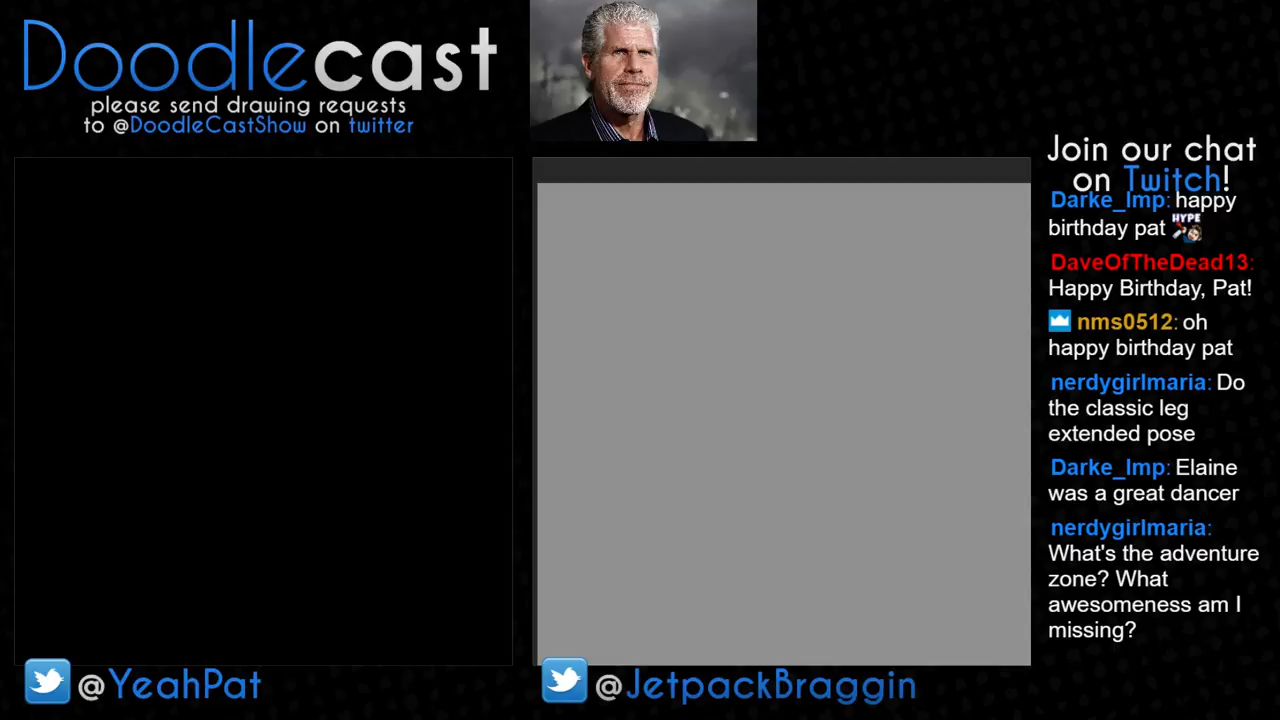 Doodlecast
please send drawing requests
to @DoodleCastShow on twitter
Join our chat
on Twitch!
Darke_Imp: happy
birthday pat HYPE
DaveOfTheDead13:
Happy Birthday, Pat!
nms0512: oh
happy birthday pat
nerdygirlmaria: Do
the classic leg
extended pose
Darke_Imp: Elaine
was a great dancer
nerdygirlmaria:
What's the adventure
zone? What
awesomeness am I
missing?
@YeahPat
@JetpackBraggin